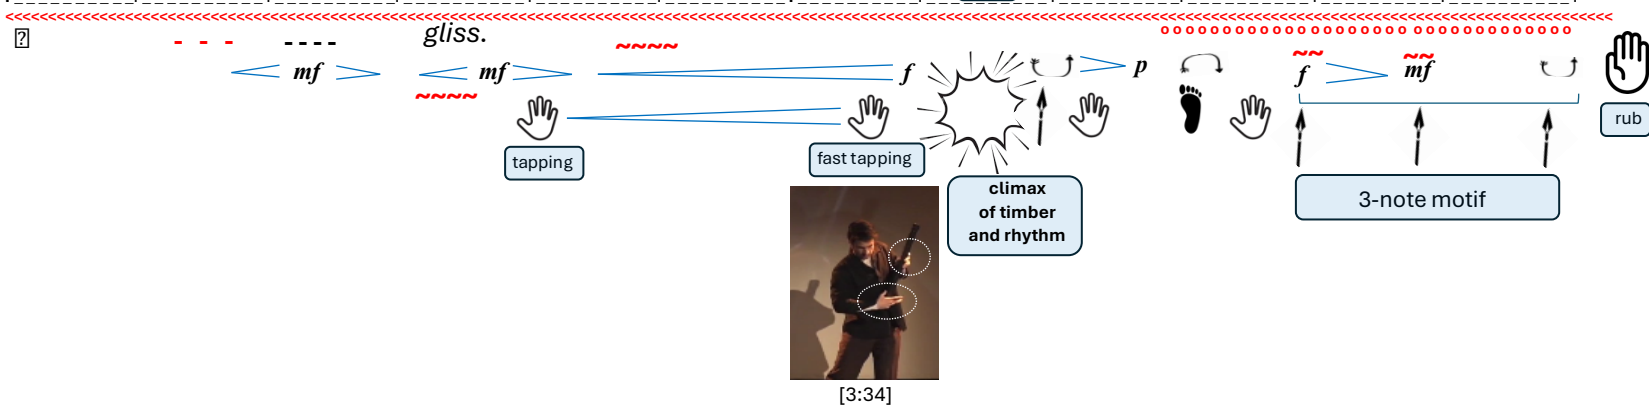 gliss.
mf mf f p f mf
tapping
fast tapping
climax
of timber
and rhythm
3-note motif
rub
[3:34]